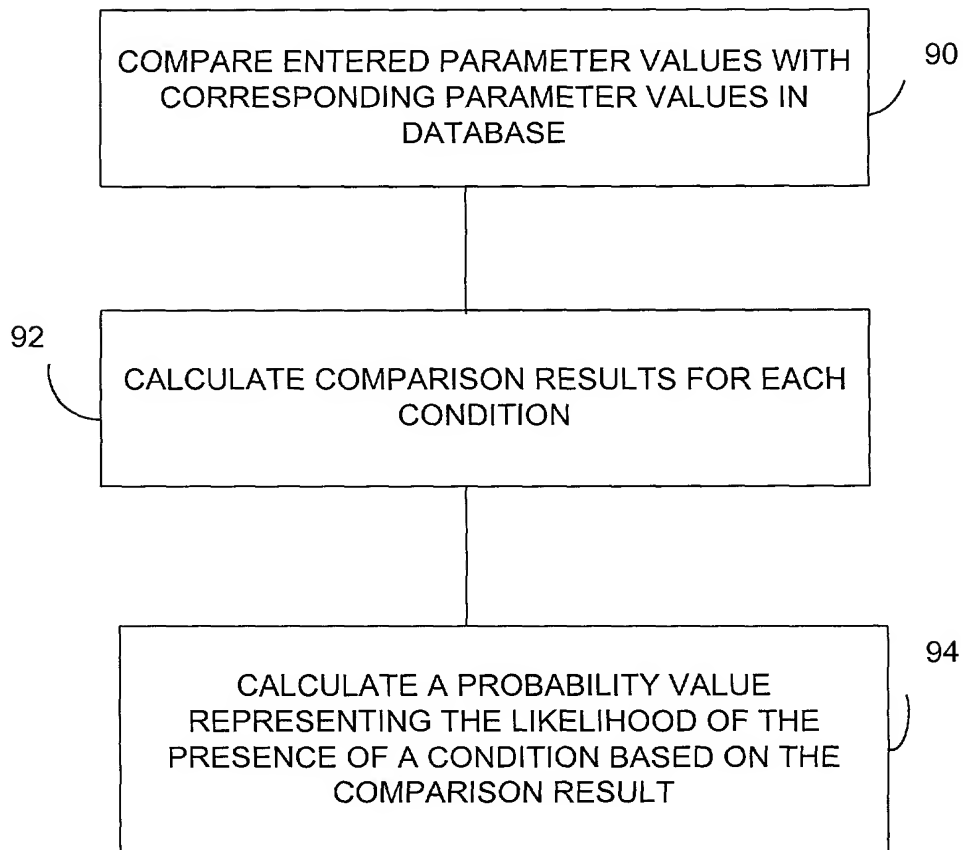 COMPARE ENTERED PARAMETER VALUES WITH
CORRESPONDING PARAMETER VALUES IN
DATABASE
90
92
CALCULATE COMPARISON RESULTS FOR EACH
CONDITION
94
CALCULATE A PROBABILITY VALUE
REPRESENTING THE LIKELIHOOD OF THE
PRESENCE OF A CONDITION BASED ON THE
COMPARISON RESULT